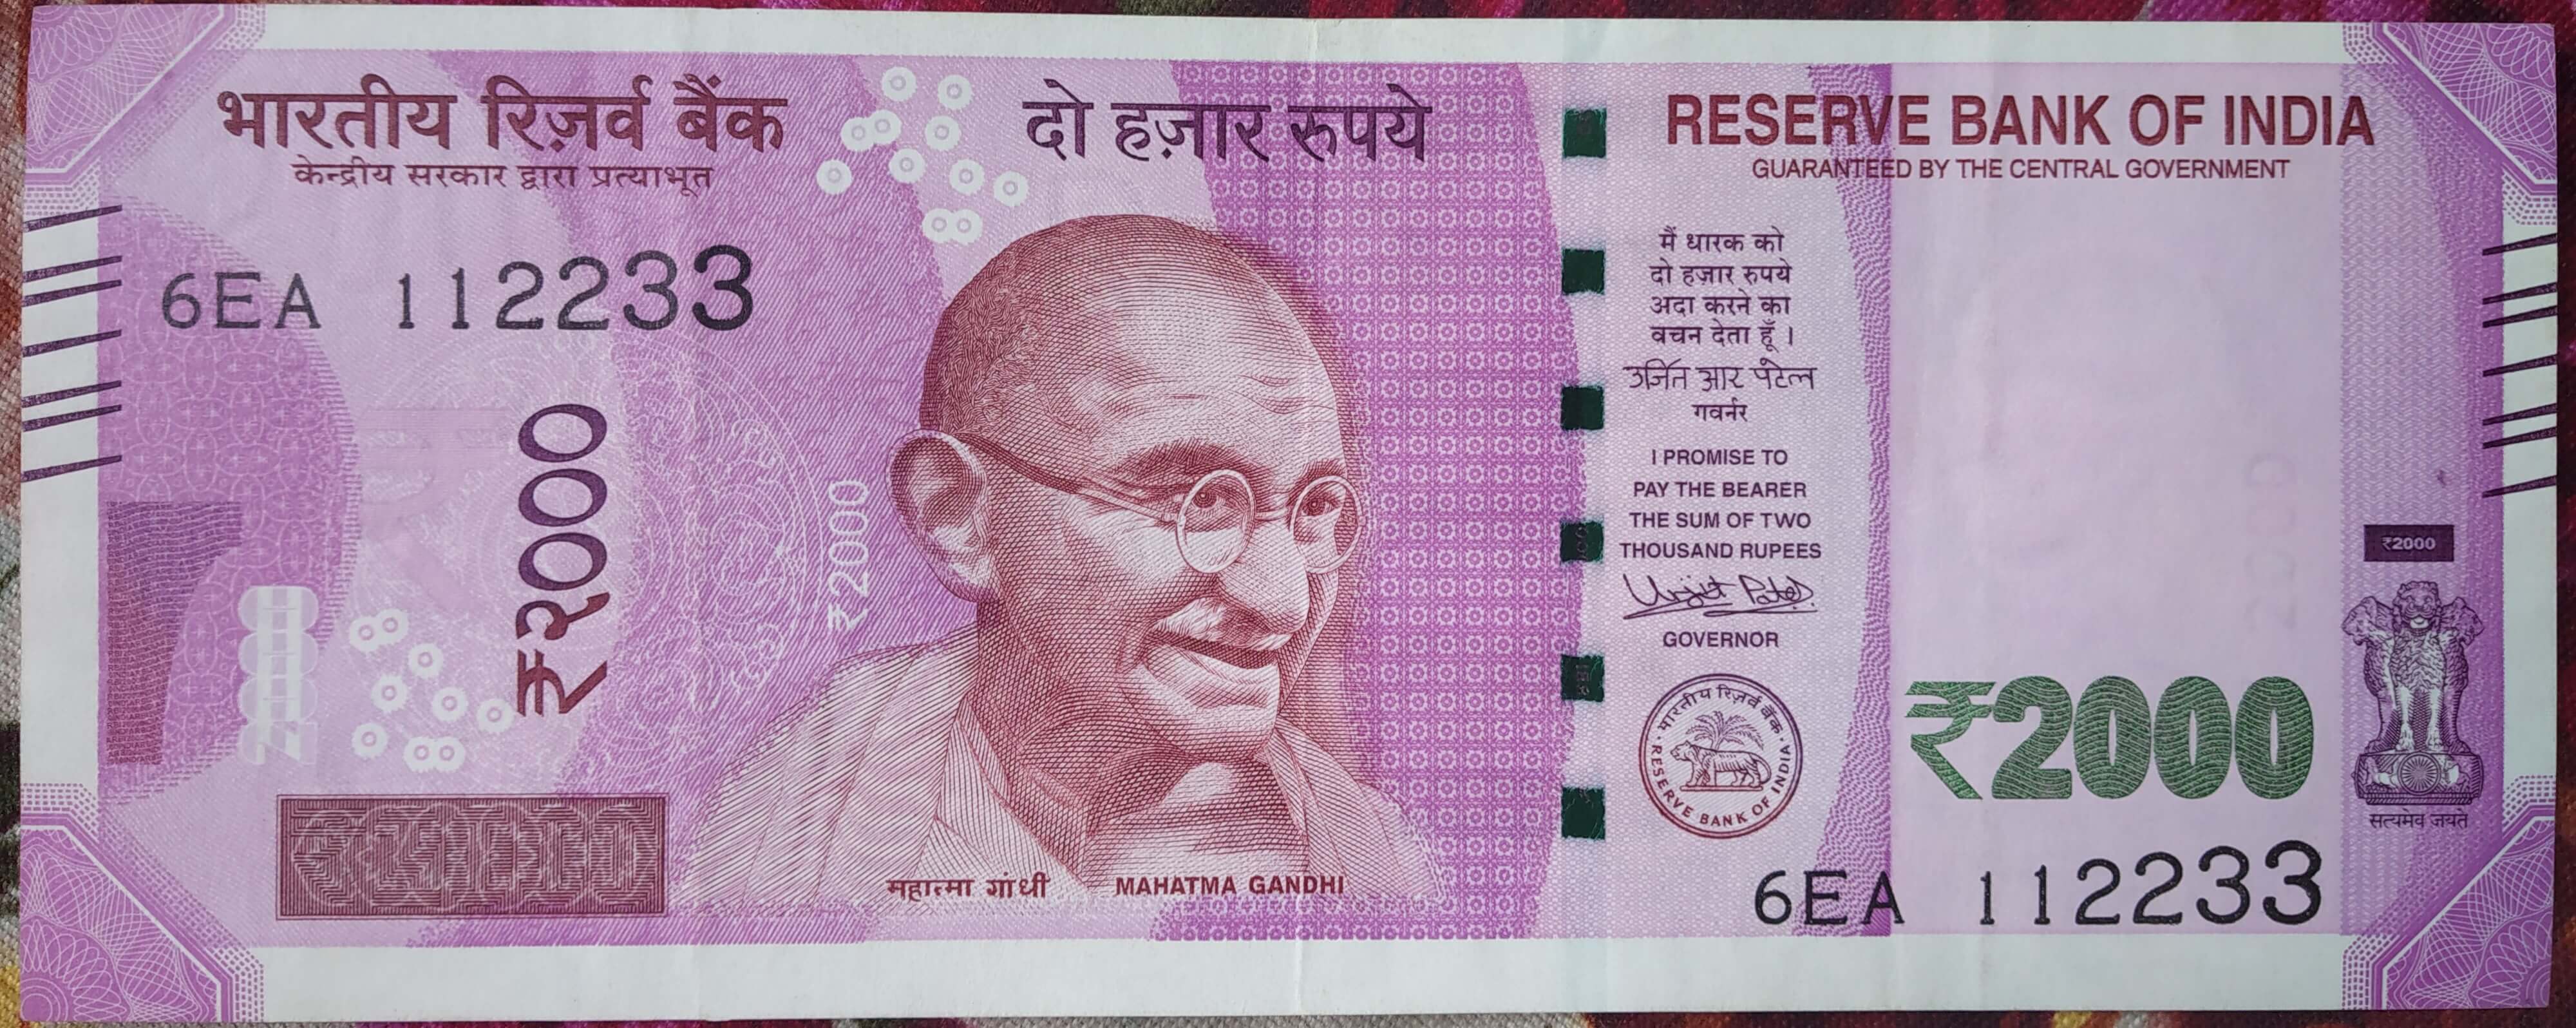 भारतीय रिज़र्व बैंक
केन्द्रीय सरकार द्वारा प्रत्याभूत
दो हज़ार रुपये
RESERVE BANK OF INDIA
GUARANTEED BY THE CENTRAL GOVERNMENT
6EA 112233
₹२०००
₹2000
मैं धारक को
दो हज़ार रुपये
अदा करने का
वचन देता हूँ ।
उर्जित आर पटेल
गवर्नर
I PROMISE TO
PAY THE BEARER
THE SUM OF TWO
THOUSAND RUPEES
Urjit Patel
GOVERNOR
भारतीय रिज़र्व बैंक
RESERVE BANK OF INDIA
₹2000
₹2000
सत्यमेव जयते
महात्मा गांधी
MAHATMA GANDHI
6EA 112233